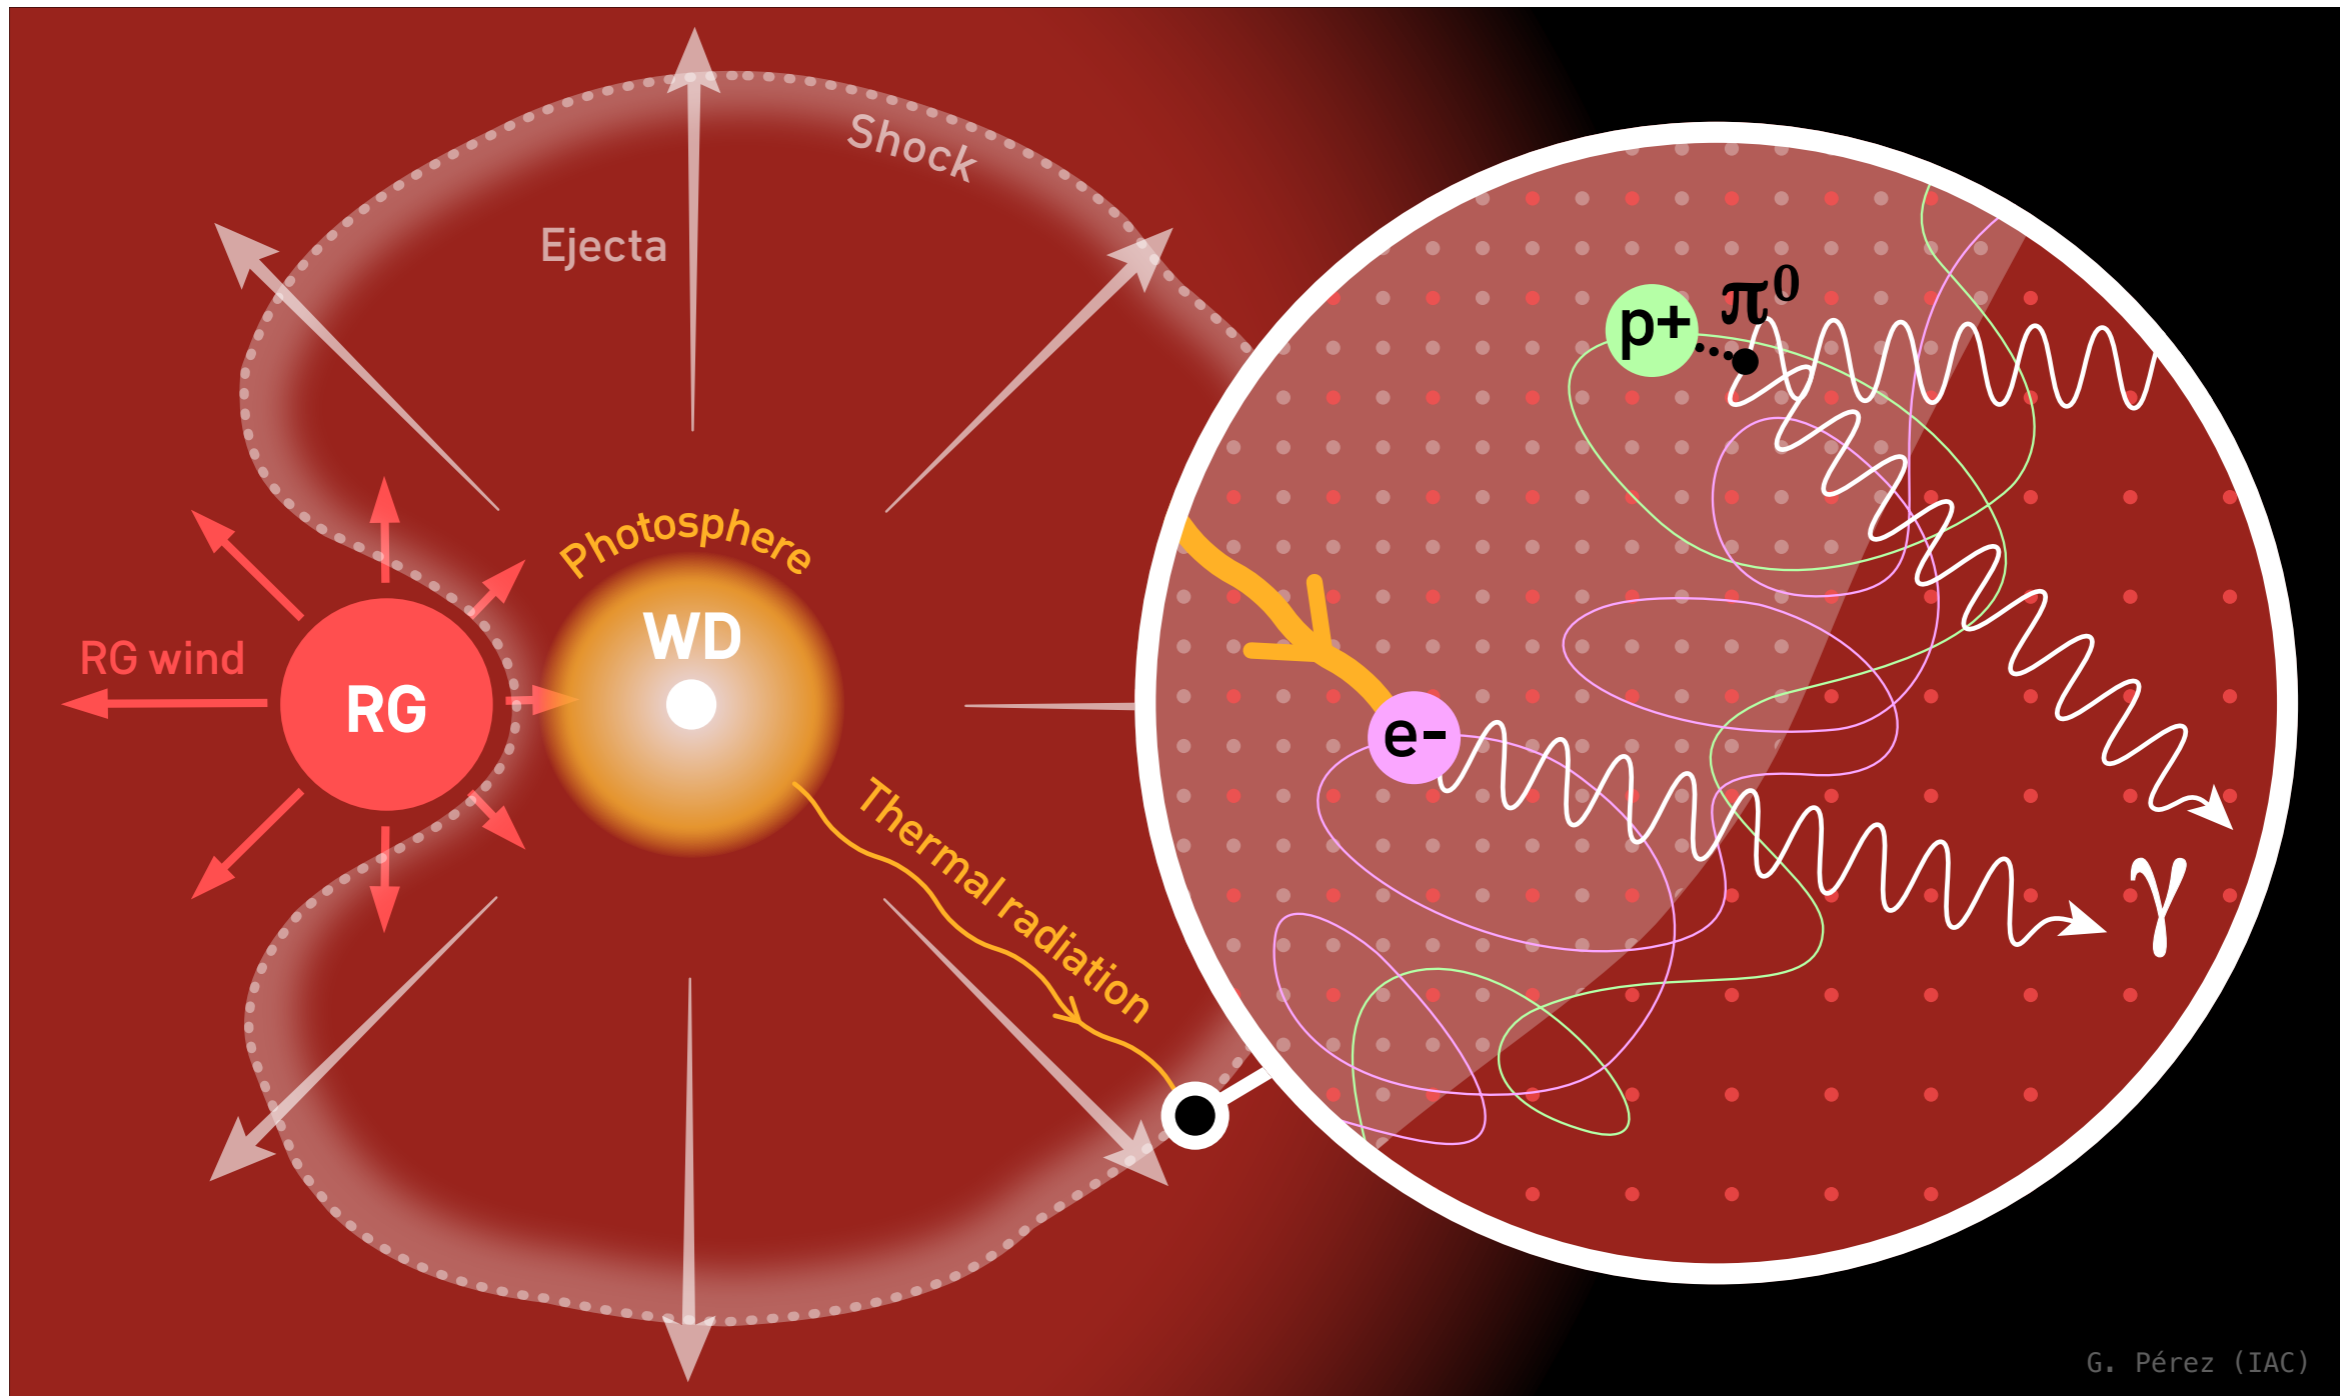 Shock
Ejecta
Photosphere
WD
RG wind
RG
Thermal radiation
p+
π⁰
e-
γ
G. Pérez (IAC)